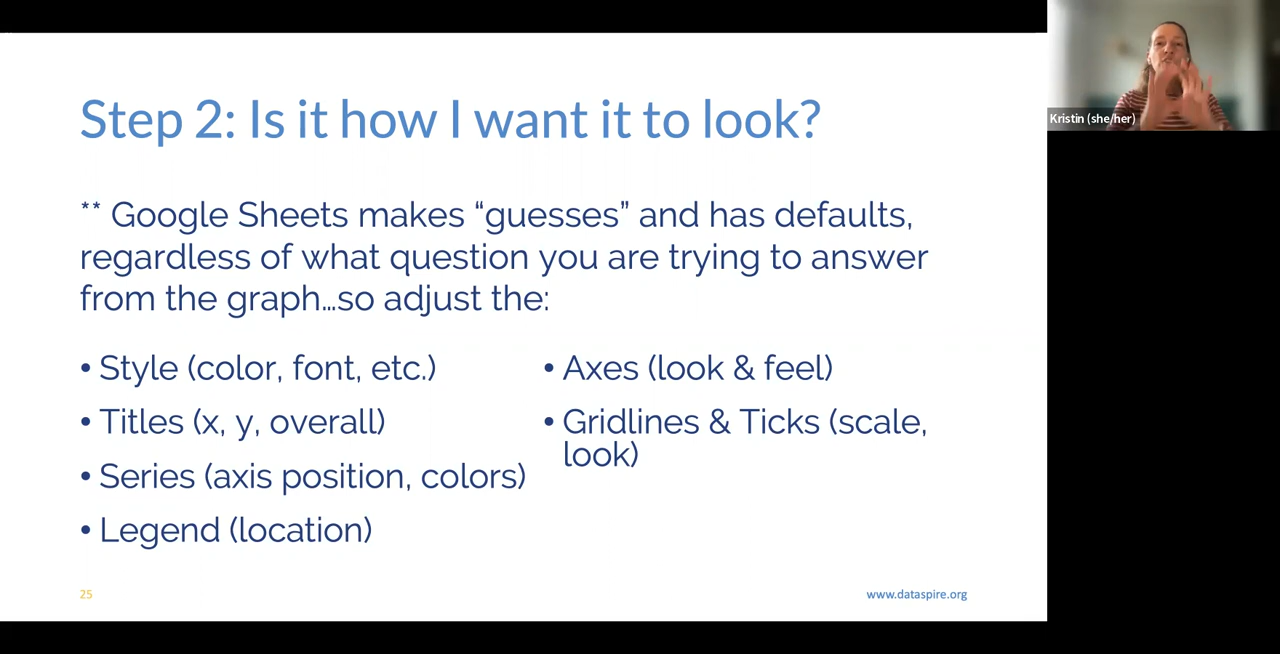 Step 2: Is it how I want it to look?
Kristin (she/her)
** Google Sheets makes “guesses” and has defaults,
regardless of what question you are trying to answer
from the graph…so adjust the:
• Style (color, font, etc.)
• Titles (x, y, overall)
• Series (axis position, colors)
• Legend (location)
• Axes (look & feel)
• Gridlines & Ticks (scale,
look)
25
www.dataspire.org